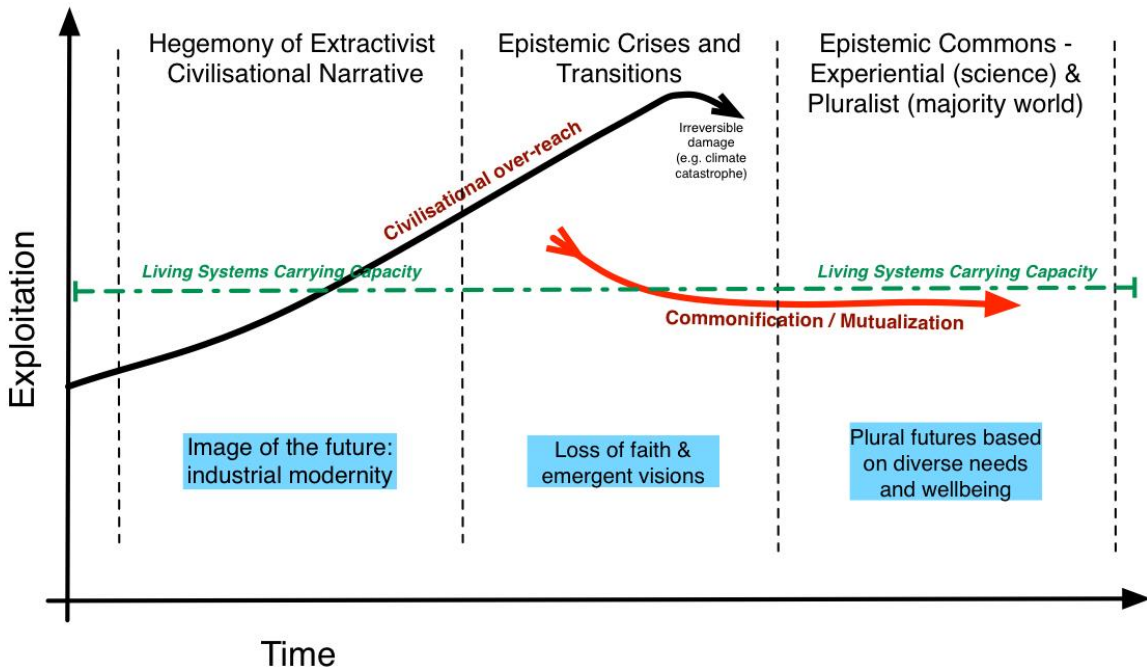 Hegemony of Extractivist
Civilisational Narrative
Epistemic Crises and
Transitions
Epistemic Commons -
Experiential (science) &
Pluralist (majority world)
Irreversible
damage
(e.g. climate
catastrophe)
Civilisational over-reach
Living Systems Carrying Capacity
Living Systems Carrying Capacity
Commonification / Mutualization
Exploitation
Image of the future:
industrial modernity
Loss of faith &
emergent visions
Plural futures based
on diverse needs
and wellbeing
Time